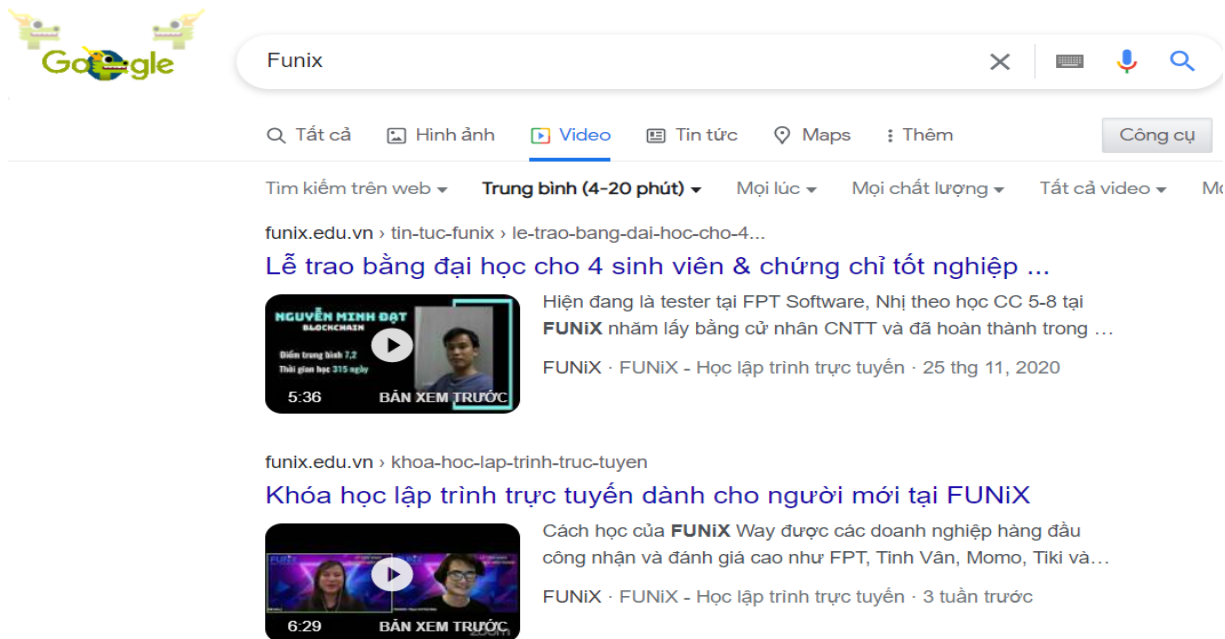 Google
Funix
Tất cả Hình ảnh Video Tin tức Maps Thêm Công cụ
Tìm kiếm trên web Trung bình (4-20 phút) Mọi lúc Mọi chất lượng Tất cả video
funix.edu.vn › tin-tuc-funix › le-trao-bang-dai-hoc-cho-4...
Lễ trao bằng đại học cho 4 sinh viên & chứng chỉ tốt nghiệp ...
NGUYỄN MINH ĐẠT
BLOCKCHAIN
Điểm trung bình 7,2
Thời gian học 315 ngày
5:36 BẢN XEM TRƯỚC
Hiện đang là tester tại FPT Software, Nhị theo học CC 5-8 tại
FUNiX nhăm lấy bằng cử nhân CNTT và đã hoàn thành trong ...
FUNiX · FUNiX - Học lập trình trực tuyến · 25 thg 11, 2020
funix.edu.vn › khoa-hoc-lap-trinh-truc-tuyen
Khóa học lập trình trực tuyến dành cho người mới tại FUNiX
6:29 BẢN XEM TRƯỚC
zoom
Cách học của FUNiX Way được các doanh nghiệp hàng đầu
công nhận và đánh giá cao như FPT, Tinh Vân, Momo, Tiki và...
FUNiX · FUNiX - Học lập trình trực tuyến · 3 tuần trước